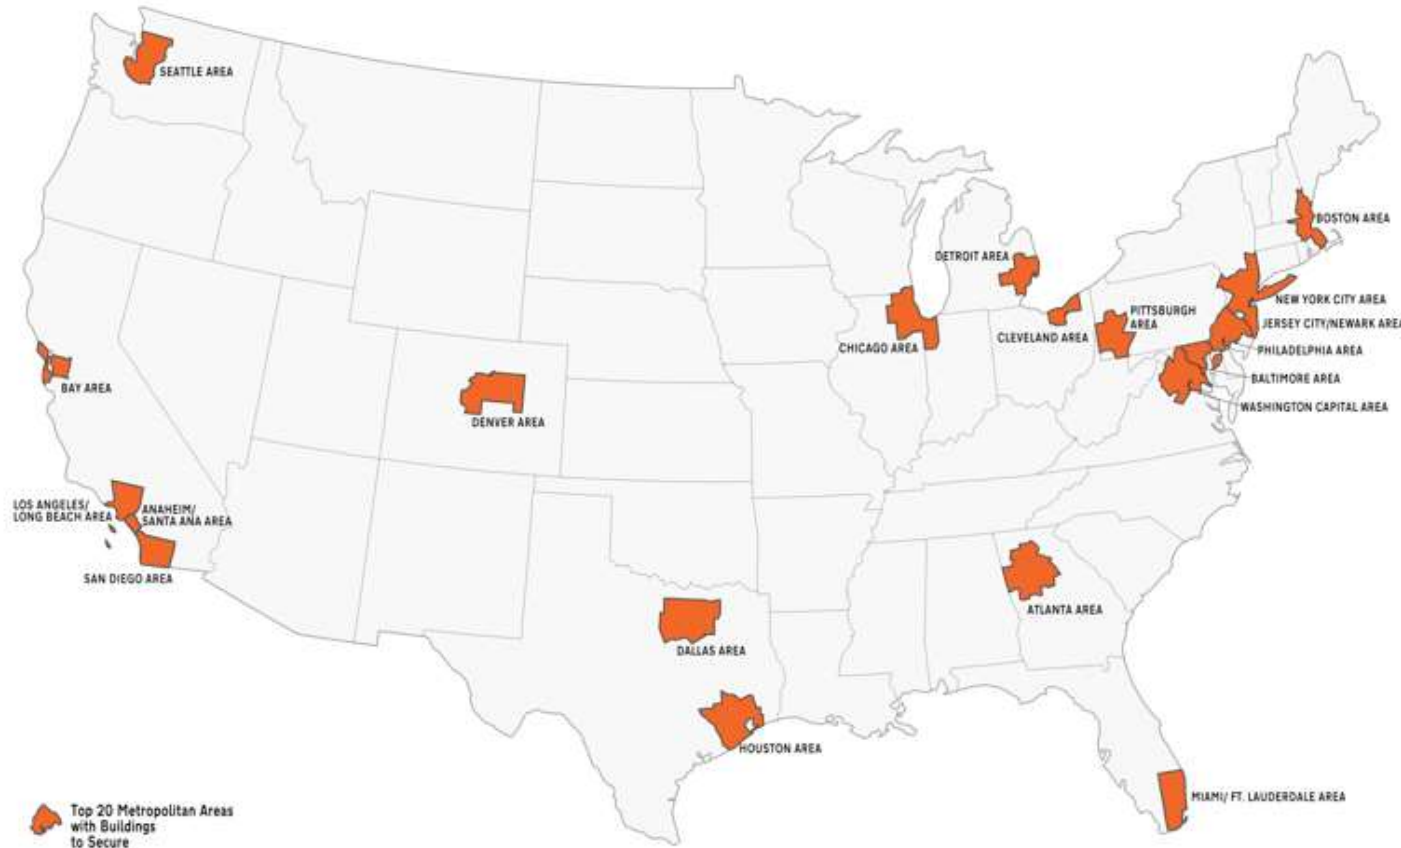 SEATTLE AREA
BOSTON AREA
DETROIT AREA
NEW YORK CITY AREA
PITTSBURGH
AREA
JERSEY CITY/NEWARK AREA
CLEVELAND AREA
CHICAGO AREA
PHILADELPHIA AREA
BALTIMORE AREA
BAY AREA
WASHINGTON CAPITAL AREA
DENVER AREA
LOS ANGELES/
LONG BEACH AREA
ANAHEIM/
SANTA ANA AREA
SAN DIEGO AREA
ATLANTA AREA
DALLAS AREA
HOUSTON AREA
MIAMI/ FT. LAUDERDALE AREA
Top 20 Metropolitan Areas
with Buildings
to Secure